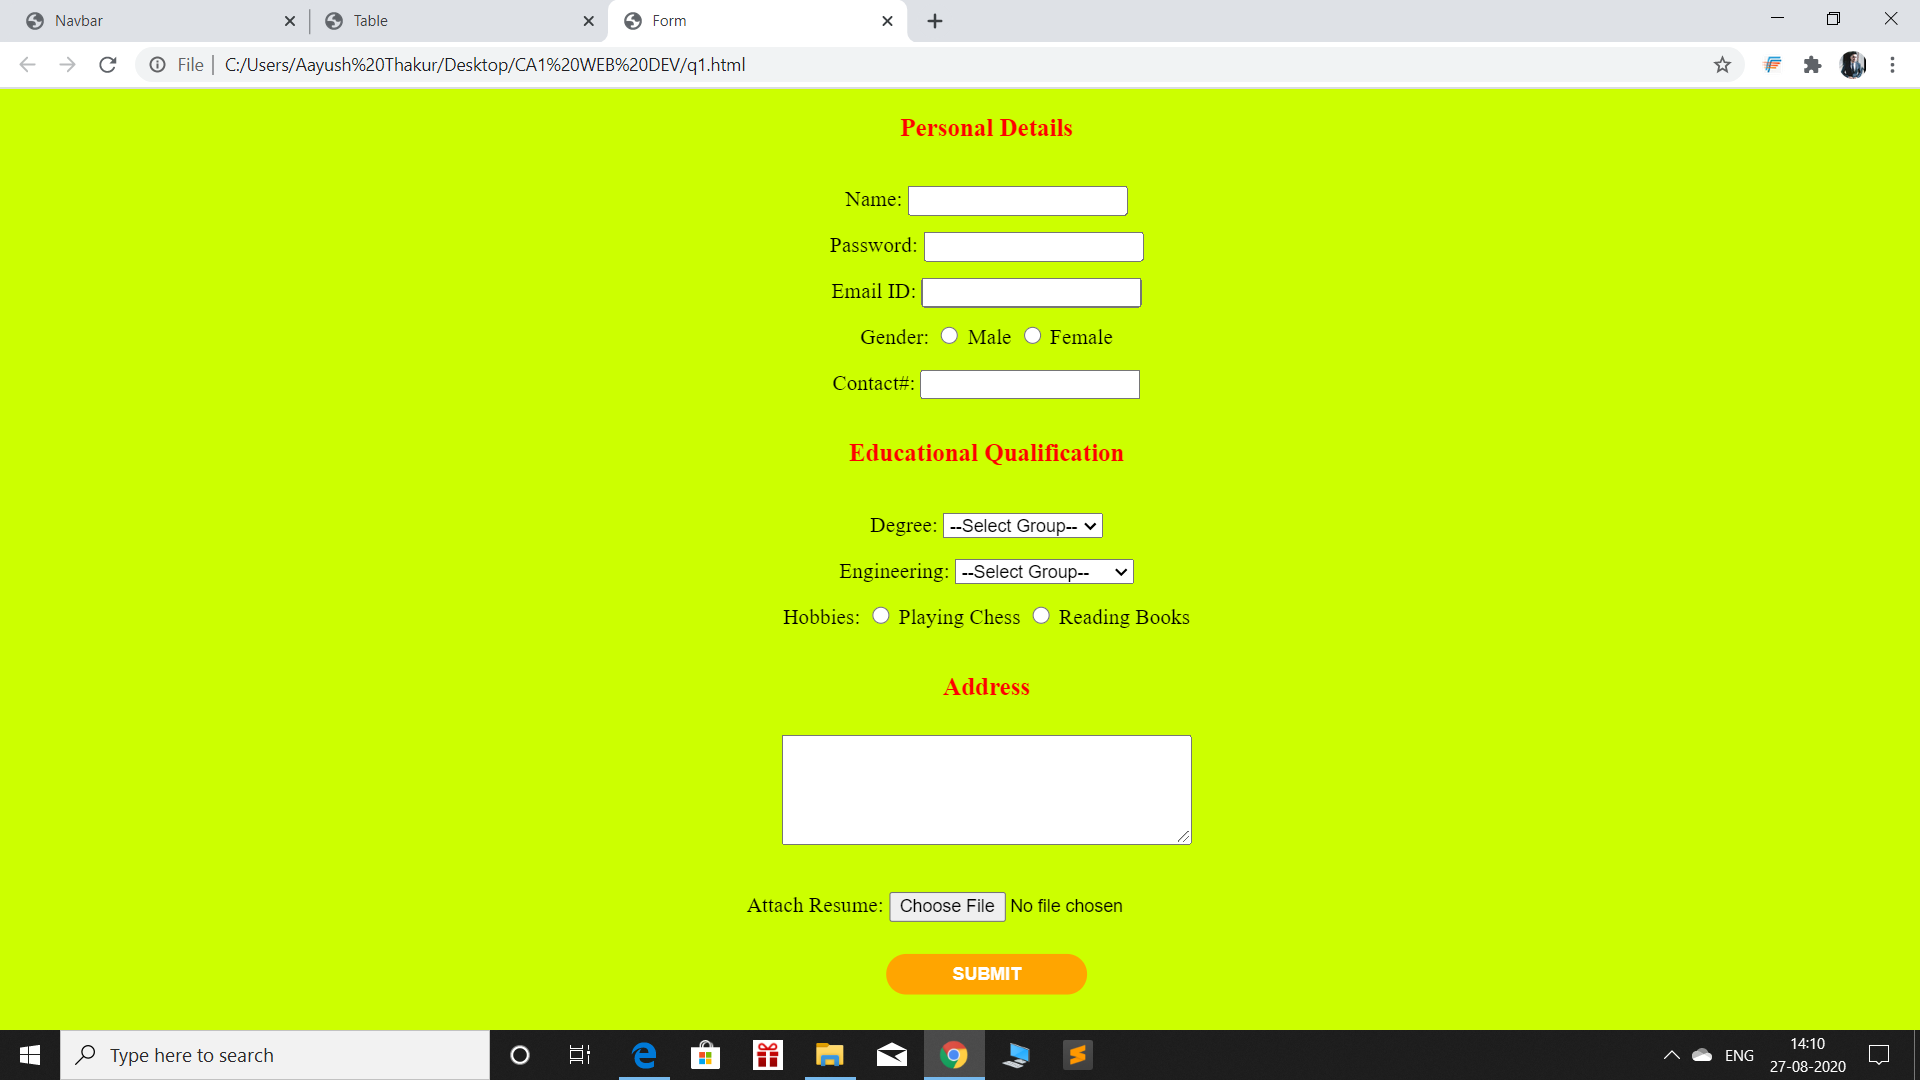 Navbar
Table
Form
File
C:/Users/Aayush%20Thakur/Desktop/CA1%20WEB%20DEV/q1.html
Personal Details
Name:
Password:
Email ID:
Gender: Male Female
Contact#:
Educational Qualification
Degree: --Select Group--
Engineering: --Select Group--
Hobbies: Playing Chess Reading Books
Address
Attach Resume: Choose File No file chosen
SUBMIT
Type here to search
ENG
14:10
27-08-2020